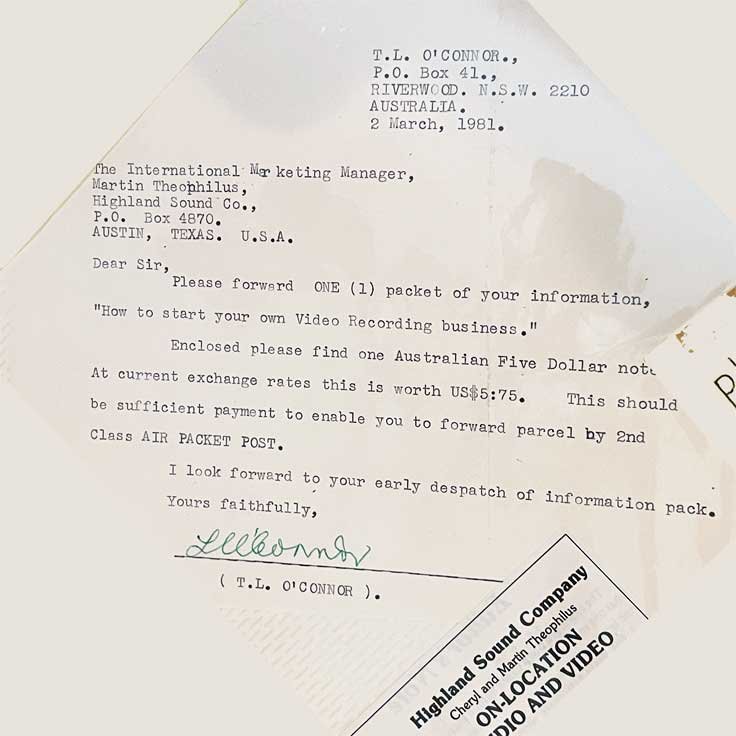 T.L. O'CONNOR.,
P.O. Box 41.,
RIVERWOOD. N.S.W. 2210
AUSTRALIA.
2 March, 1981.
The International Mar keting Manager,
Martin Theophilus,
Highland Sound Co.,
P.O. Box 4870.
AUSTIN, TEXAS. U.S.A.
Dear Sir,
Please forward ONE (1) packet of your information,
"How to start your own Video Recording business."
Enclosed please find one Australian Five Dollar note
At current exchange rates this is worth US$5:75. This should
be sufficient payment to enable you to forward parcel by 2nd
Class AIR PACKET POST.
I look forward to your early despatch of information pack.
Yours faithfully,
( T.L. O'CONNOR ).
Highland Sound Company
Cheryl and Martin Theophilus
ON-LOCATION
DIO AND VIDEO